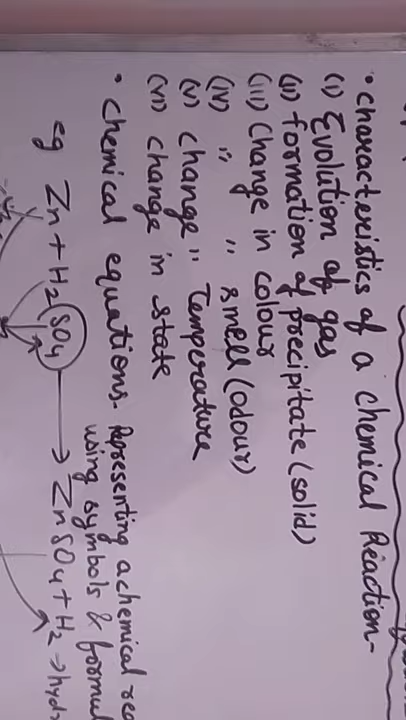 • Characteristics of a chemical Reaction-
(i) Evolution of gas
(ii) formation of precipitate (solid)
(iii) Change in colour
(iv) " " smell (odour)
(v) change " Temperature
(vi) change in state
• Chemical equations- Representing a chemical rea
using symbols & formul
eg Zn + H2SO4 → ZnSO4 + H2 → hyd